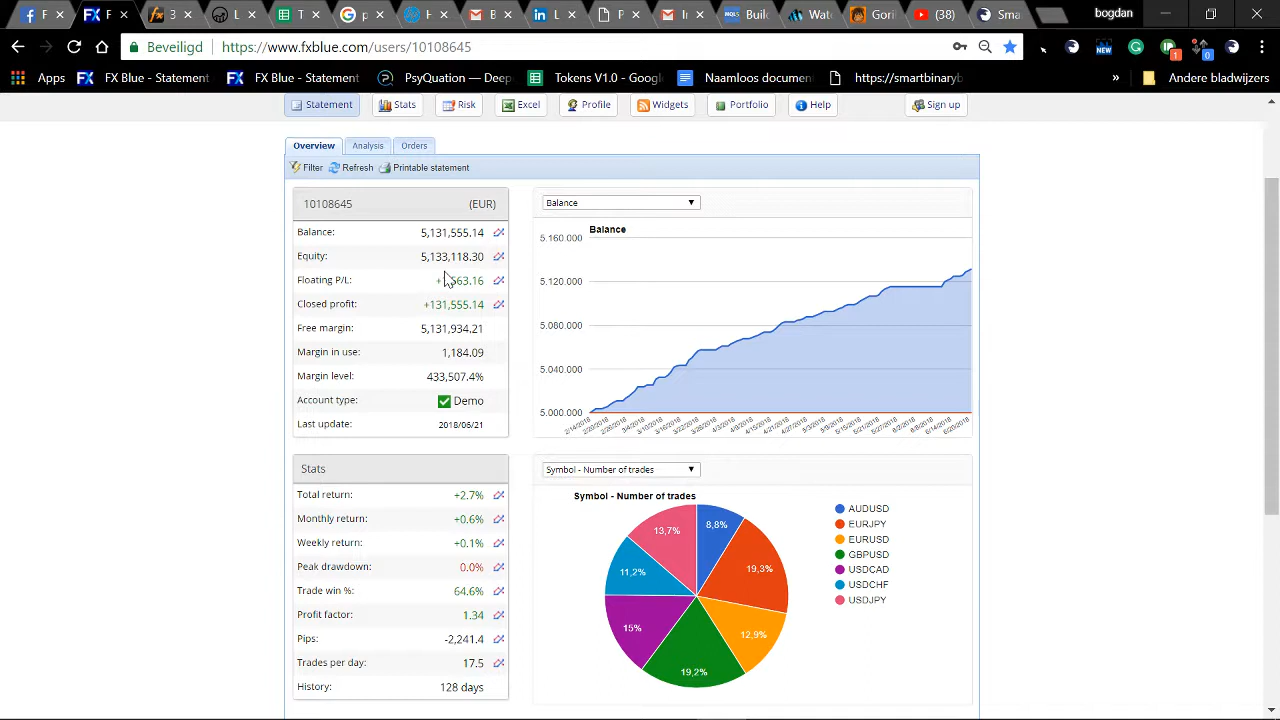 F
F
3
L
T
p
H
B
L
P
I
Buil
Wate
Goril
(38)
Sma
bogdan
Beveiligd
https://www.fxblue.com/users/10108645
Apps
FX Blue - Statement
FX Blue - Statement
PsyQuation — Deep
Tokens V1.0 - Googl
Naamloos documen
https://smartbinaryb
»
Andere bladwijzers
Statement
Stats
Risk
Excel
Profile
Widgets
Portfolio
Help
Sign up
Overview
Analysis
Orders
Filter
Refresh
Printable statement
10108645 (EUR)
Balance: 5,131,555.14
Equity: 5,133,118.30
Floating P/L:
Closed profit: +131,555.14
Free margin: 5,131,934.21
Margin in use: 1,184.09
Margin level: 433,507.4%
Account type: Demo
Last update: 2018/06/21
Balance
Balance
5.160.000
5.120.000
5.080.000
5.040.000
5.000.000
Stats
Total return: +2.7%
Monthly return: +0.6%
Weekly return: +0.1%
Peak drawdown: 0.0%
Trade win %: 64.6%
Profit factor: 1.34
Pips: -2,241.4
Trades per day: 17.5
History: 128 days
Symbol - Number of trades
Symbol - Number of trades
8,8%
19,3%
12,9%
19,2%
15%
11,2%
13,7%
AUDUSD
EURJPY
EURUSD
GBPUSD
USDCAD
USDCHF
USDJPY